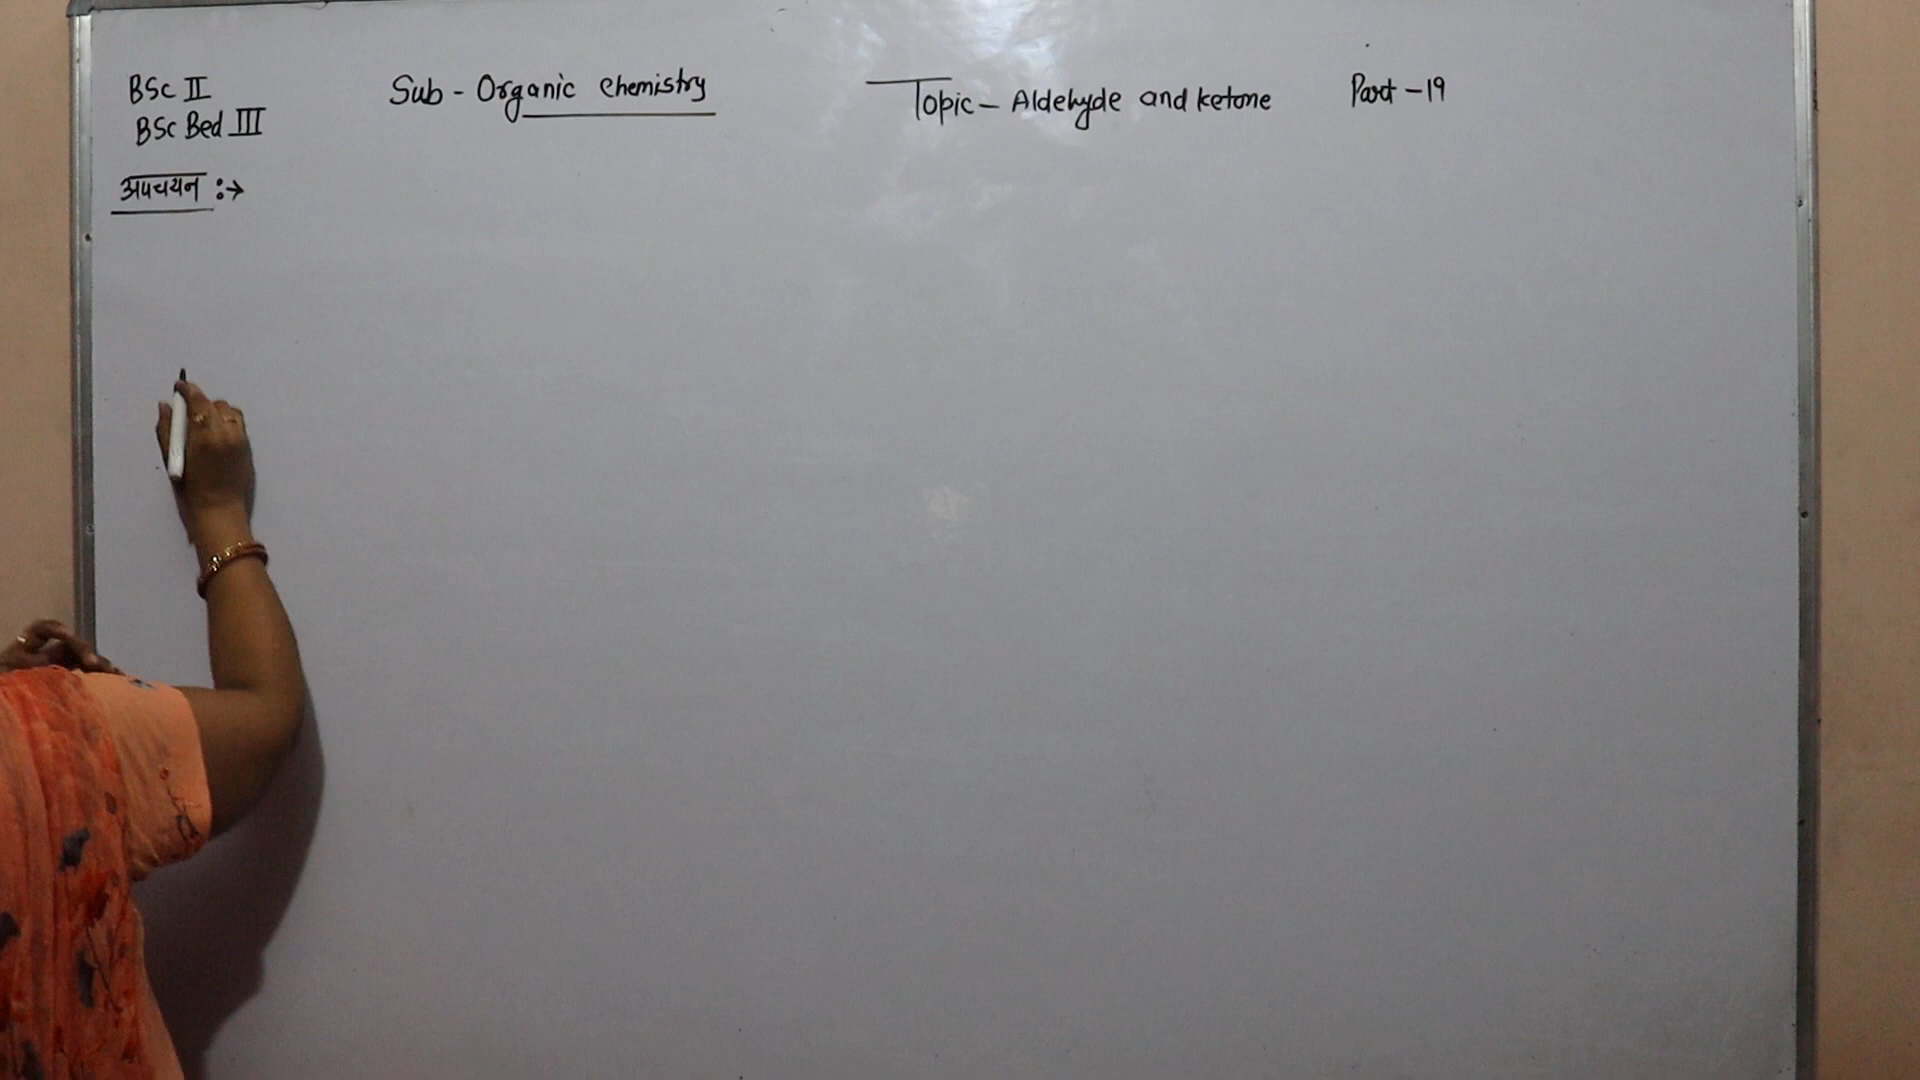 BSc II
BSc Bed III
Sub - Organic chemistry
Topic - Aldehyde and ketone
Part - 19
अपचयन :→